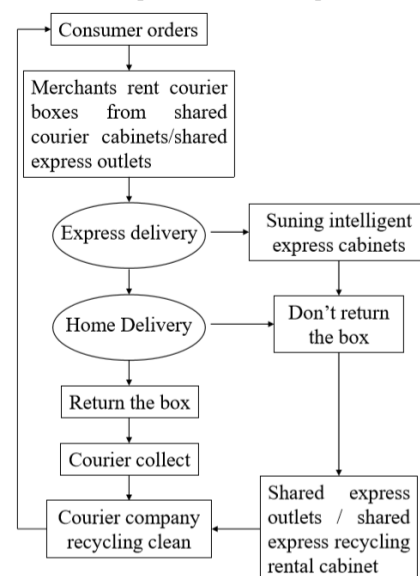 Consumer orders
Merchants rent courier
boxes from shared
courier cabinets/shared
express outlets
Express delivery
Suning intelligent
express cabinets
Home Delivery
Don't return
the box
Return the box
Courier collect
Courier company
recycling clean
Shared express
outlets / shared
express recycling
rental cabinet